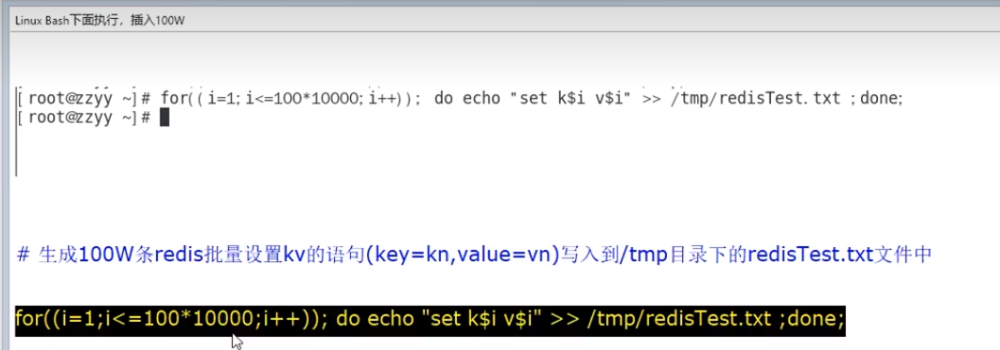 Linux Bash下面执行，插入100W
[ root@zzyy ~]# for(( i=1; i<=100*10000; i++)); do echo "set k$i v$i" >> /tmp/redisTest.txt ;done;
[ root@zzyy ~]#
# 生成100W条redis批量设置kv的语句(key=kn,value=vn)写入到/tmp目录下的redisTest.txt文件中
for((i=1;i<=100*10000;i++)); do echo "set k$i v$i" >> /tmp/redisTest.txt ;done;